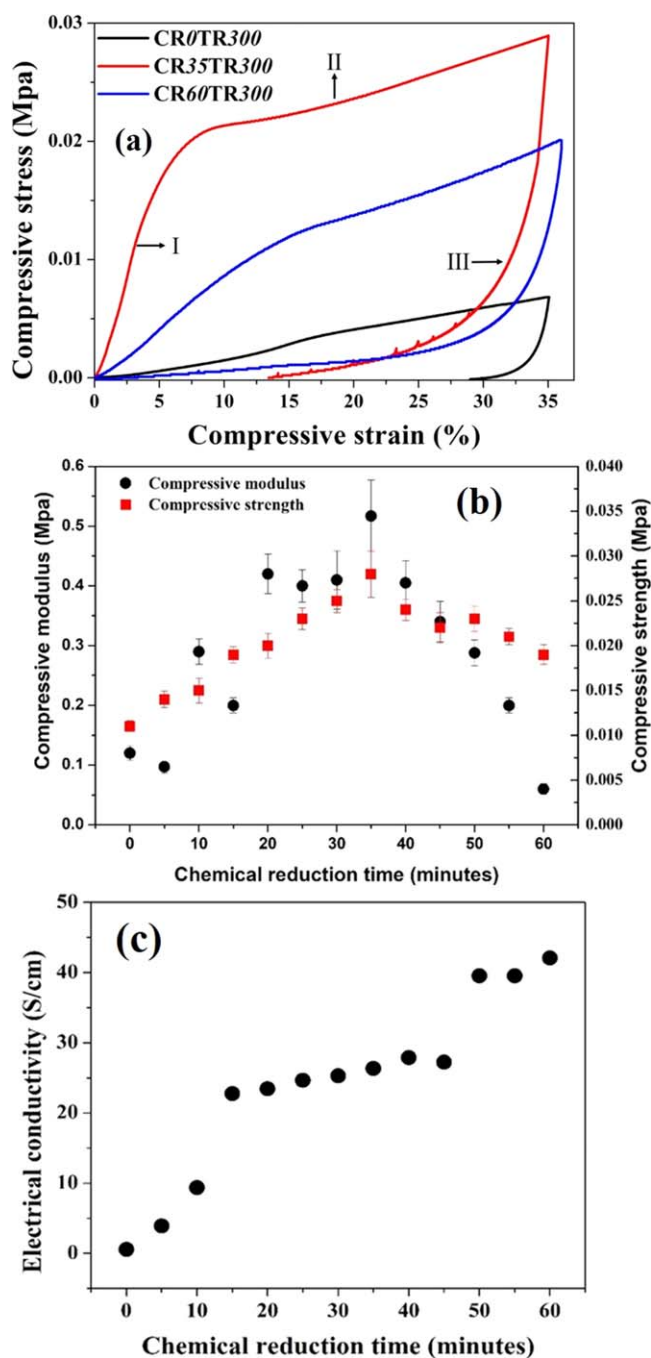 0.03
CR0TR300
CR35TR300
CR60TR300
II
0.02
(a)
I
III
0.01
0.00
Compressive stress (Mpa)
0 5 10 15 20 25 30 35
Compressive strain (%)
0.6 0.040
Compressive modulus
Compressive strength
(b)
0.5 0.035
0.030
0.4
0.025
0.3 0.020
0.015
0.2
0.010
0.1
0.005
0.0 0.000
Compressive modulus (Mpa)
Compressive strength (Mpa)
0 10 20 30 40 50 60
Chemical reduction time (minutes)
50
(c)
40
30
20
10
0
Electrical conductivity (S/cm)
0 10 20 30 40 50 60
Chemical reduction time (minutes)